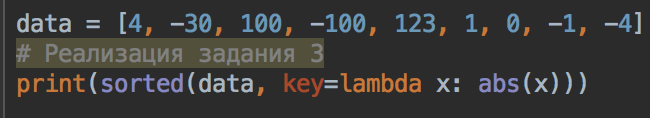 data = [4, -30, 100, -100, 123, 1, 0, -1, -4]
# Реализация задания 3
print(sorted(data, key=lambda x: abs(x)))